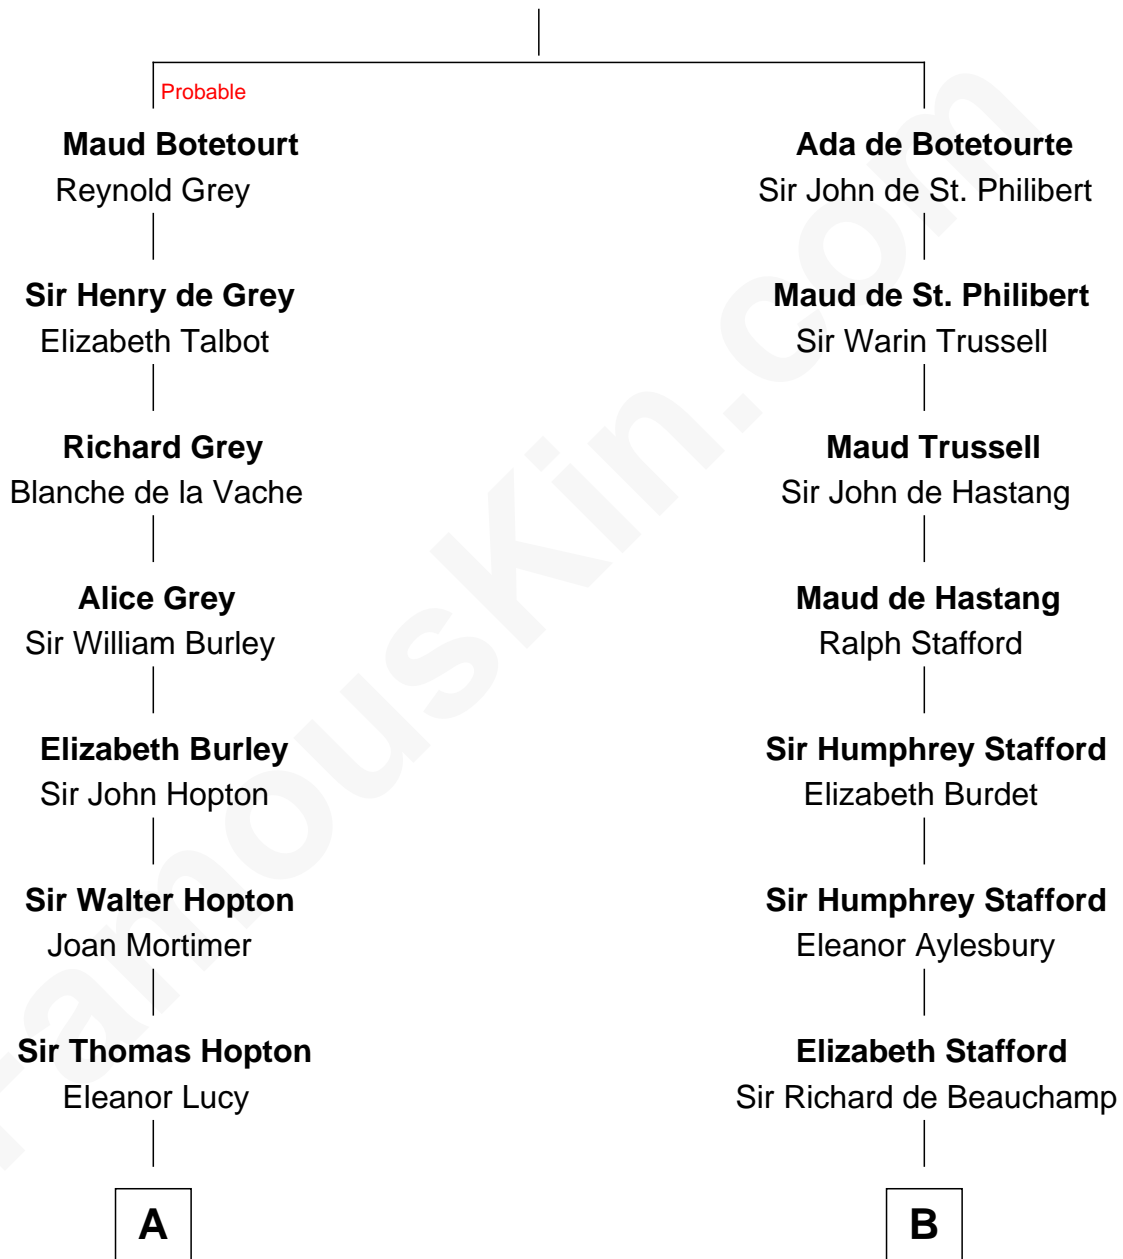 Probable
Maud Botetourt
Reynold Grey
Sir Henry de Grey
Elizabeth Talbot
Richard Grey
Blanche de la Vache
Alice Grey
Sir William Burley
Elizabeth Burley
Sir John Hopton
Sir Walter Hopton
Joan Mortimer
Sir Thomas Hopton
Eleanor Lucy
A
Ada de Botetourte
Sir John de St. Philibert
Maud de St. Philibert
Sir Warin Trussell
Maud Trussell
Sir John de Hastang
Maud de Hastang
Ralph Stafford
Sir Humphrey Stafford
Elizabeth Burdet
Sir Humphrey Stafford
Eleanor Aylesbury
Elizabeth Stafford
Sir Richard de Beauchamp
B
FamousKin.com